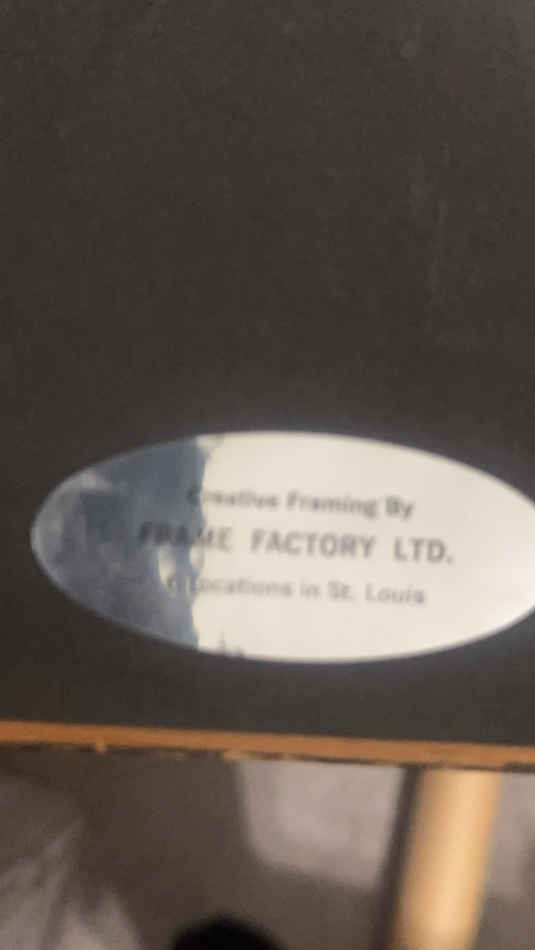 Creative Framing By
FRAME FACTORY LTD.
Locations in St. Louis